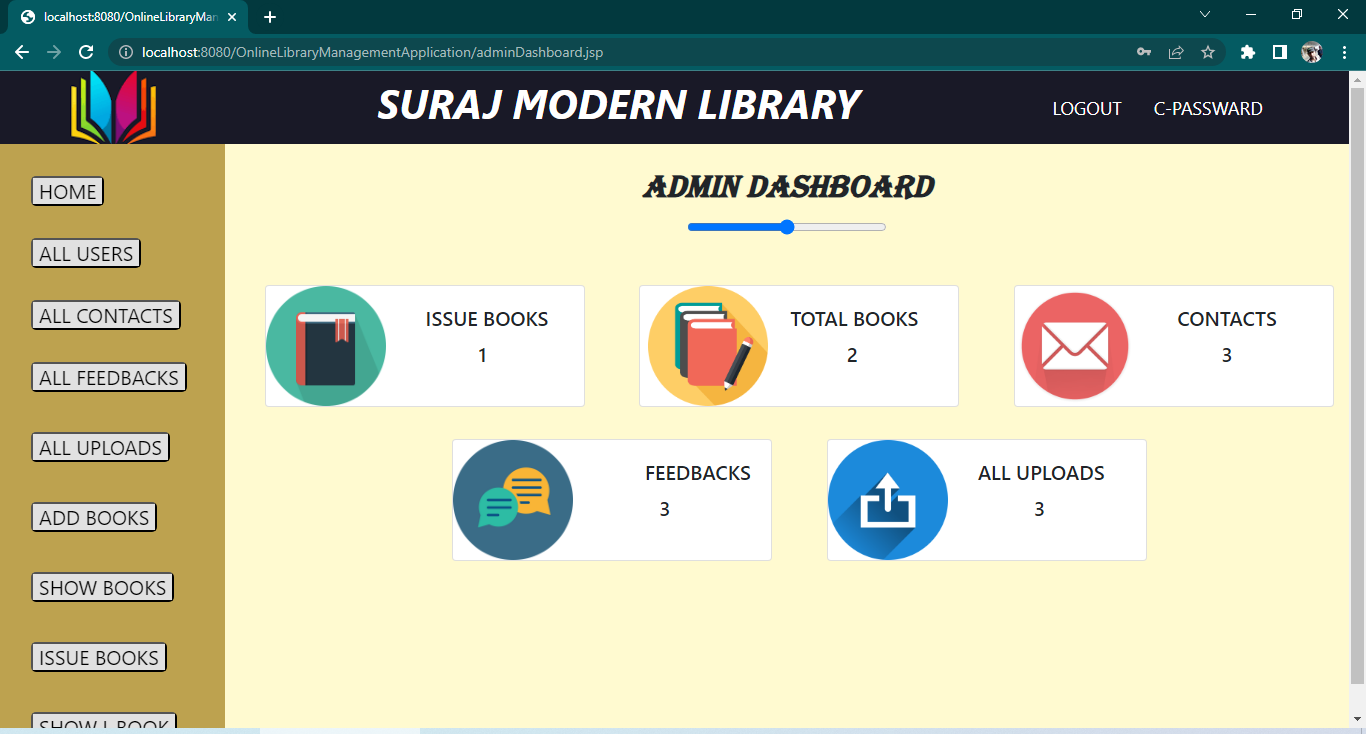 localhost:8080/OnlineLibraryMan
localhost:8080/OnlineLibraryManagementApplication/adminDashboard.jsp
SURAJ MODERN LIBRARY
LOGOUT C-PASSWARD
HOME
ALL USERS
ALL CONTACTS
ALL FEEDBACKS
ALL UPLOADS
ADD BOOKS
SHOW BOOKS
ISSUE BOOKS
SHOW I-BOOK
ADMIN DASHBOARD
ISSUE BOOKS
1
TOTAL BOOKS
2
CONTACTS
3
FEEDBACKS
3
ALL UPLOADS
3